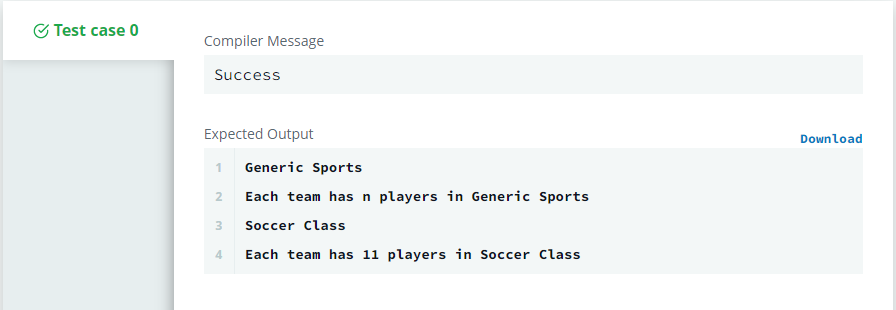 Test case 0
Compiler Message
Success
Expected Output
Download
1 Generic Sports
2 Each team has n players in Generic Sports
3 Soccer Class
4 Each team has 11 players in Soccer Class